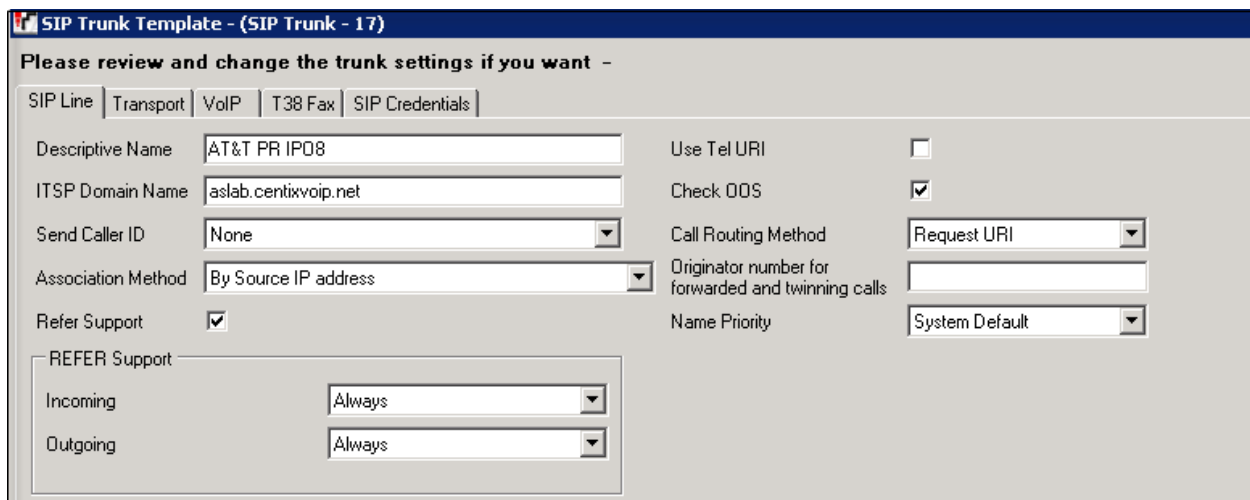 SIP Trunk Template - (SIP Trunk - 17)
Please review and change the trunk settings if you want -
SIP Line Transport VoIP T38 Fax SIP Credentials
Descriptive Name AT&T PR IPO8 Use Tel URI
ITSP Domain Name aslab.centixvoip.net Check OOS
Send Caller ID None Call Routing Method Request URI
Association Method By Source IP address Originator number for
forwarded and twinning calls
Refer Support Name Priority System Default
REFER Support
Incoming Always
Outgoing Always